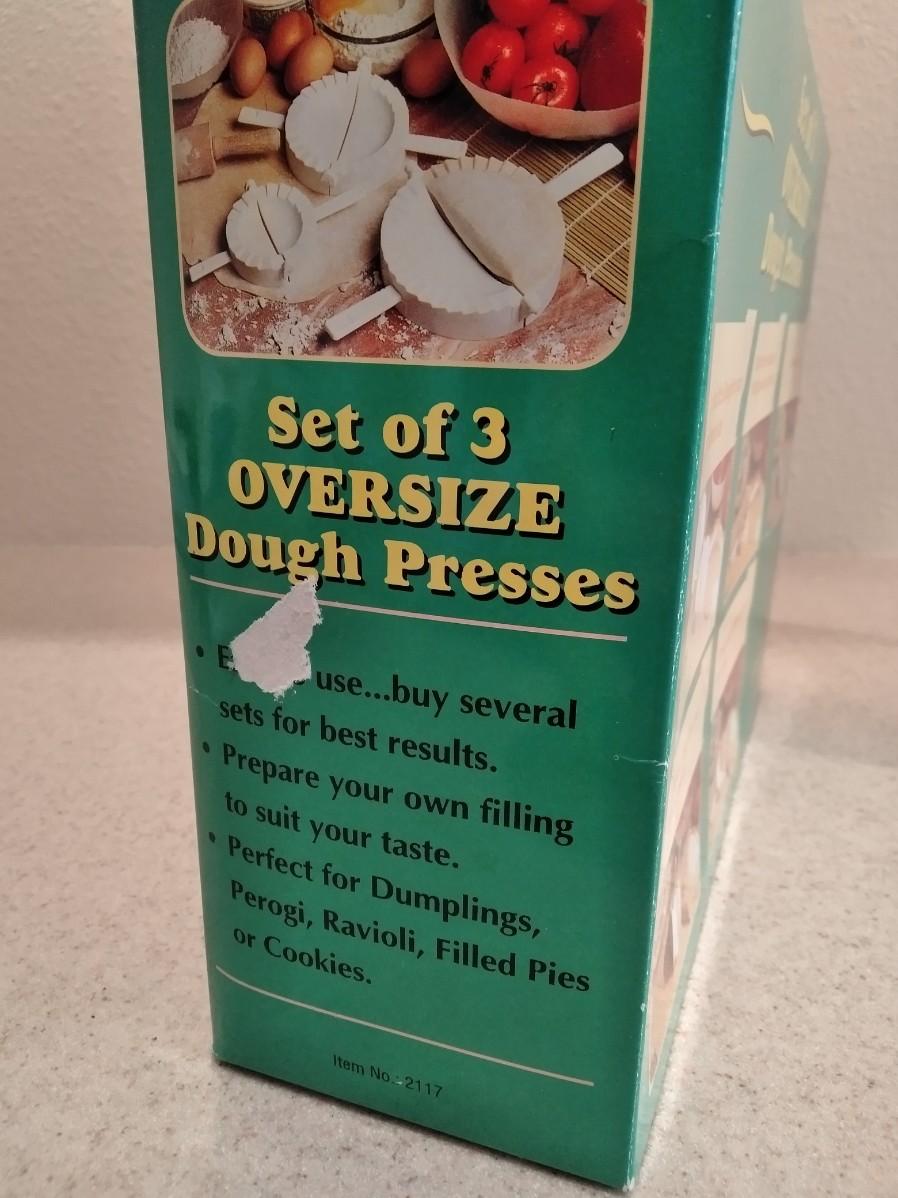 Set of 3
OVERSIZE
Dough Presses
• use...buy several
sets for best results.
• Prepare your own filling
to suit your taste.
• Perfect for Dumplings,
Perogi, Ravioli, Filled Pies
or Cookies.
Item No.: 2117